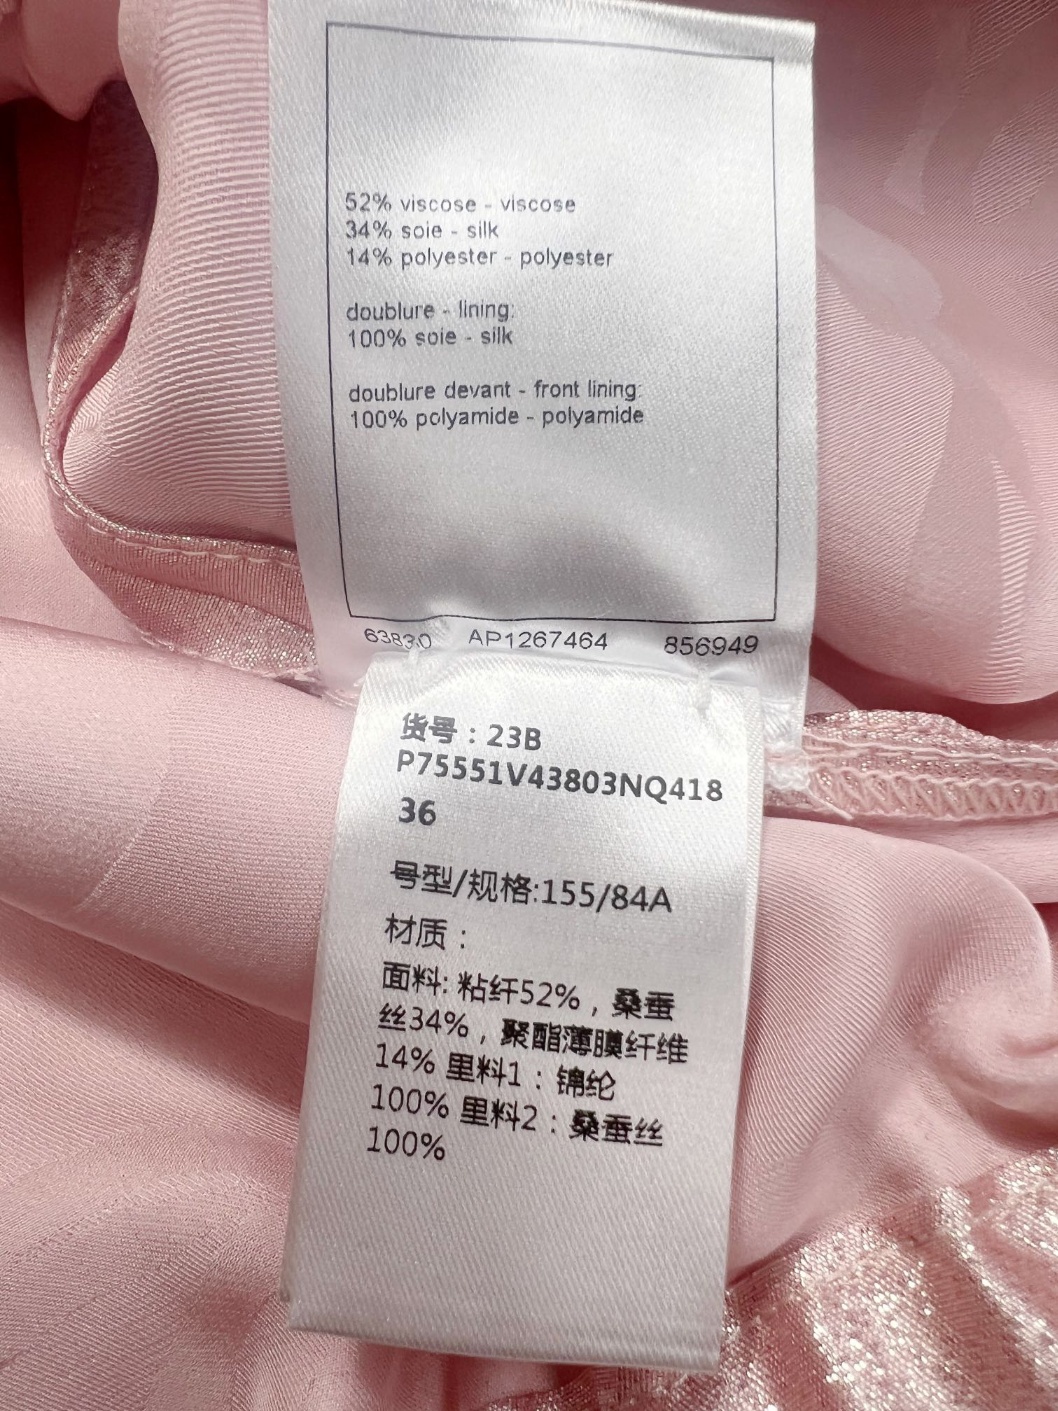 52% viscose - viscose
34% soie - silk
14% polyester - polyester
doublure - lining:
100% soie - silk
doublure devant - front lining:
100% polyamide - polyamide
63830 AP1267464 856949
货号：23B
P75551V43803NQ418
36
号型/规格:155/84A
材质：
面料: 粘纤52%，桑蚕
丝34%，聚酯薄膜纤维
14% 里料1：锦纶
100% 里料2：桑蚕丝
100%